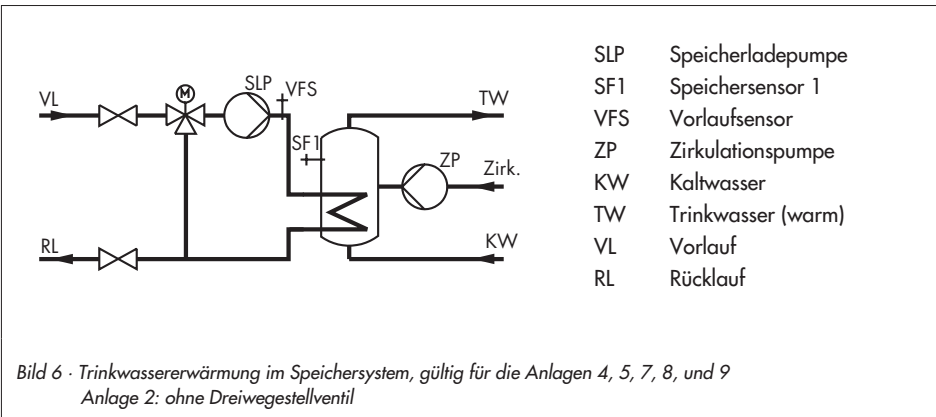 VL
M
SLP
VFS
SF1
TW
ZP
Zirk.
KW
RL
SLP Speicherladepumpe
SF1 Speichersensor 1
VFS Vorlaufsensor
ZP Zirkulationspumpe
KW Kaltwasser
TW Trinkwasser (warm)
VL Vorlauf
RL Rücklauf
Bild 6 · Trinkwassererwärmung im Speichersystem, gültig für die Anlagen 4, 5, 7, 8, und 9
Anlage 2: ohne Dreiwegestellventil